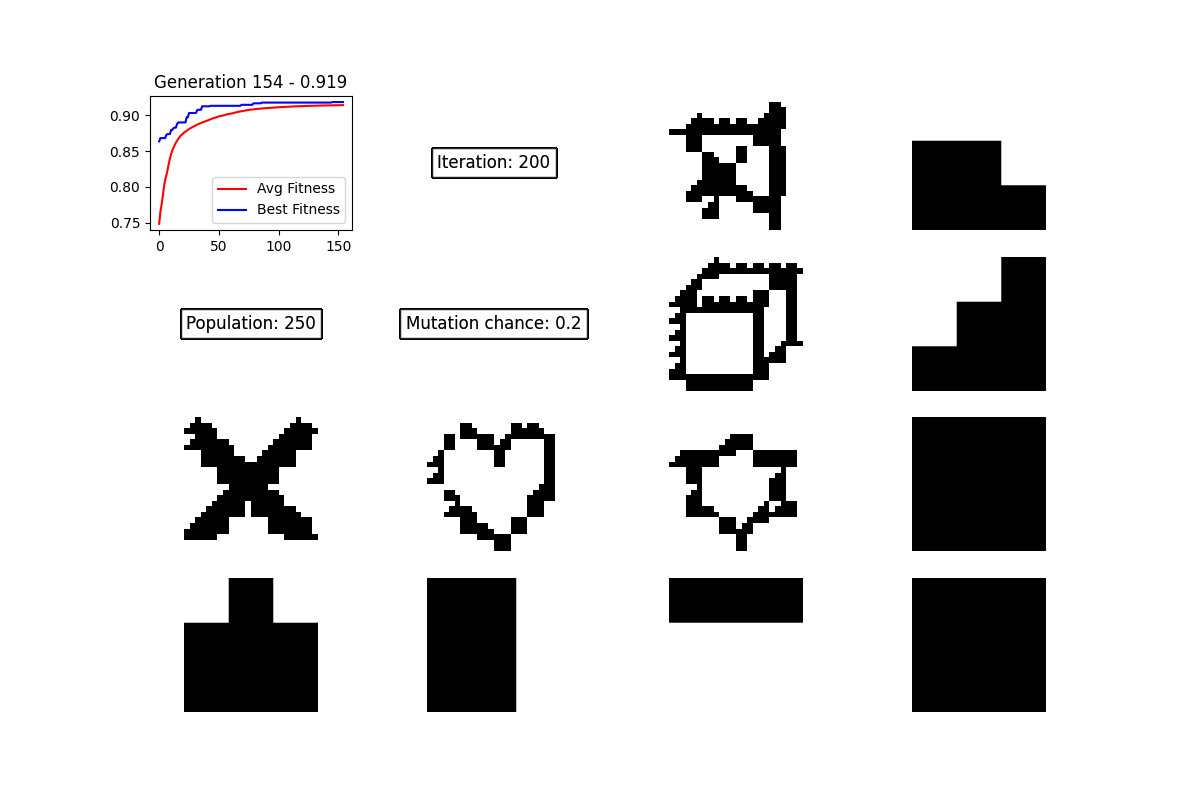 Generation 154 - 0.919
0.90
0.85
0.80
0.75
Avg Fitness
Best Fitness
0 50 100 150
Iteration: 200
Population: 250
Mutation chance: 0.2